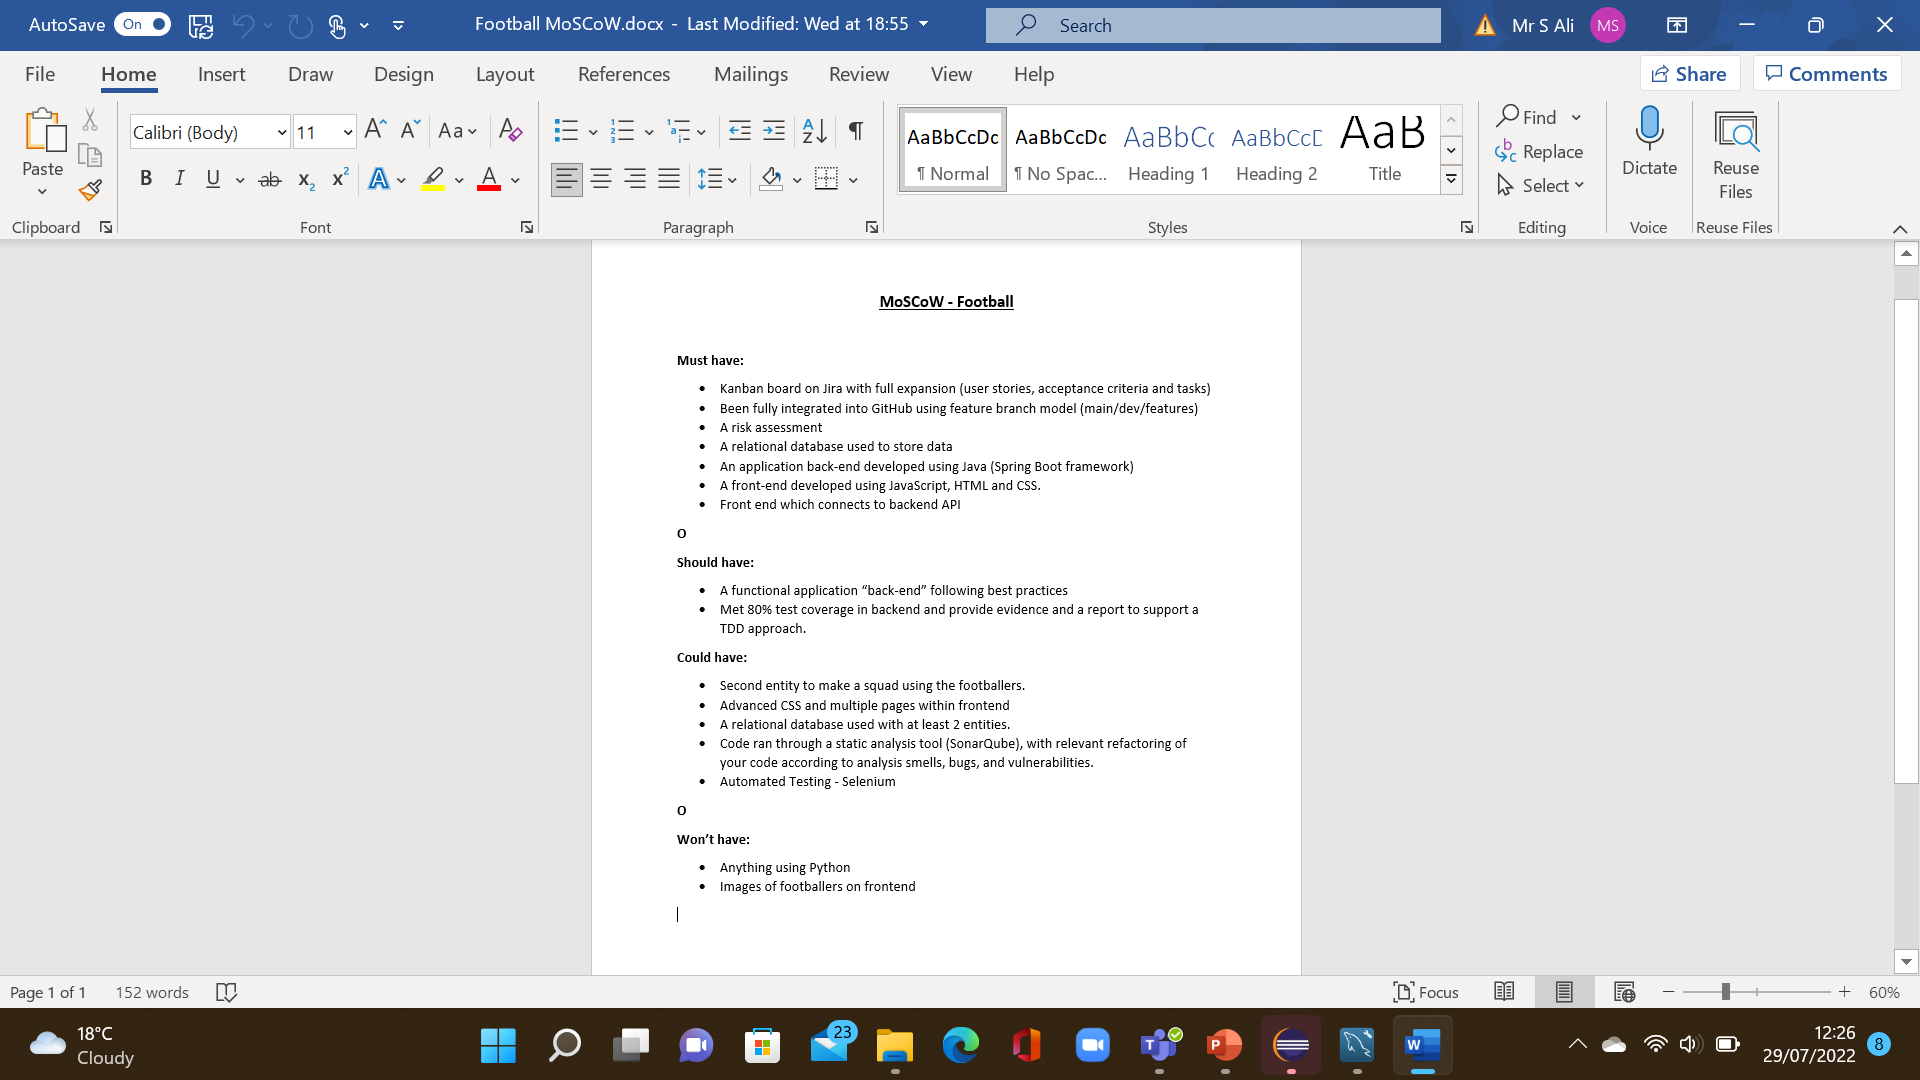 AutoSave On Football MoSCoW.docx - Last Modified: Wed at 18:55 Search Mr S Ali MS
File Home Insert Draw Design Layout References Mailings Review View Help Share Comments
Calibri (Body) 11
Paste
AaBbCcDc AaBbCcDc AaBbCc AaBbCcD AaB
¶ Normal ¶ No Spac... Heading 1 Heading 2 Title
Find
Replace
Select
Dictate
Reuse
Files
Clipboard Font Paragraph Styles Editing Voice Reuse Files
MoSCoW - Football
Must have:
• Kanban board on Jira with full expansion (user stories, acceptance criteria and tasks)
• Been fully integrated into GitHub using feature branch model (main/dev/features)
• A risk assessment
• A relational database used to store data
• An application back-end developed using Java (Spring Boot framework)
• A front-end developed using JavaScript, HTML and CSS.
• Front end which connects to backend API
O
Should have:
• A functional application “back-end” following best practices
• Met 80% test coverage in backend and provide evidence and a report to support a
TDD approach.
Could have:
• Second entity to make a squad using the footballers.
• Advanced CSS and multiple pages within frontend
• A relational database used with at least 2 entities.
• Code ran through a static analysis tool (SonarQube), with relevant refactoring of
your code according to analysis smells, bugs, and vulnerabilities.
• Automated Testing - Selenium
O
Won’t have:
• Anything using Python
• Images of footballers on frontend
Page 1 of 1 152 words Focus 60%
18°C
Cloudy
23
12:26
29/07/2022
8